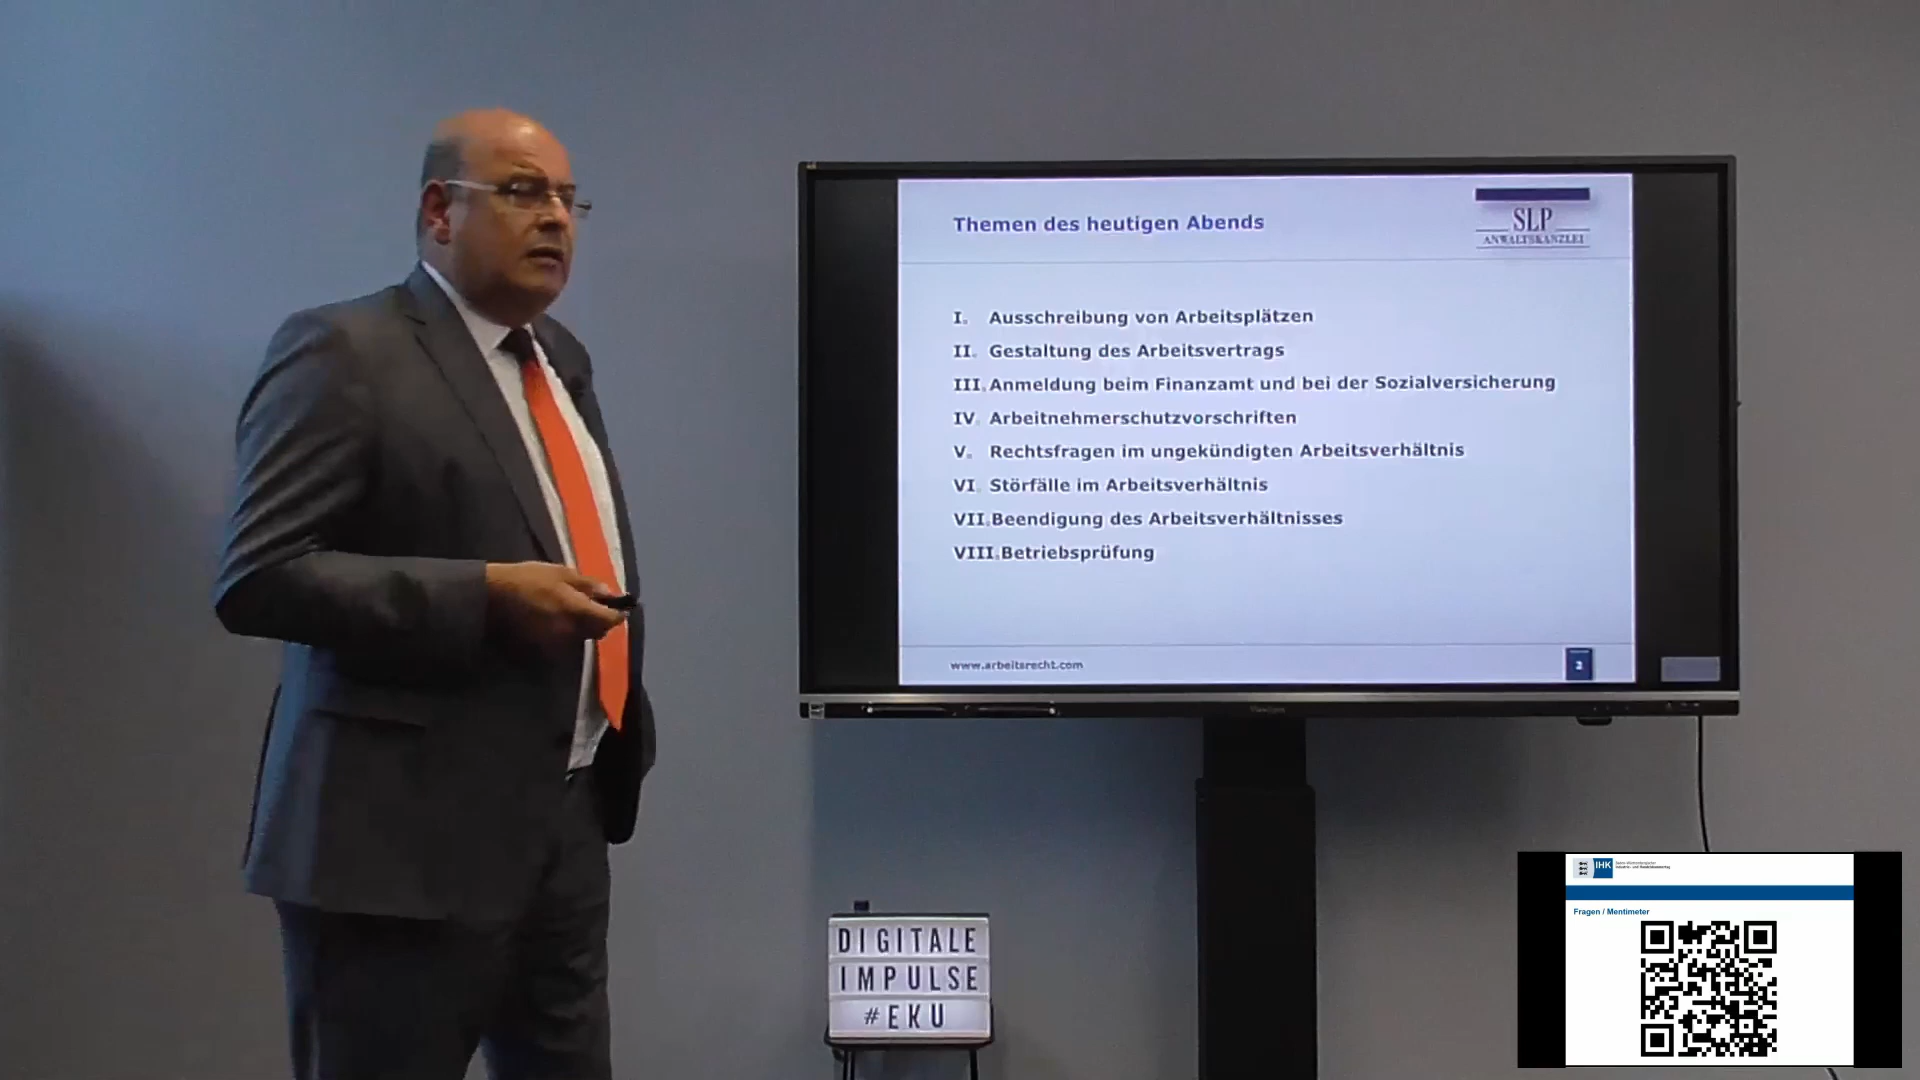 Themen des heutigen Abends
SLP
ANWALTSKANZLEI
I. Ausschreibung von Arbeitsplätzen
II. Gestaltung des Arbeitsvertrags
III. Anmeldung beim Finanzamt und bei der Sozialversicherung
IV. Arbeitnehmerschutzvorschriften
V. Rechtsfragen im ungekündigten Arbeitsverhältnis
VI. Störfälle im Arbeitsverhältnis
VII. Beendigung des Arbeitsverhältnisses
VIII. Betriebsprüfung
www.arbeitsrecht.com
2
DIGITALE
IMPULSE
#EKU
IHK
Fragen / Mentimeter